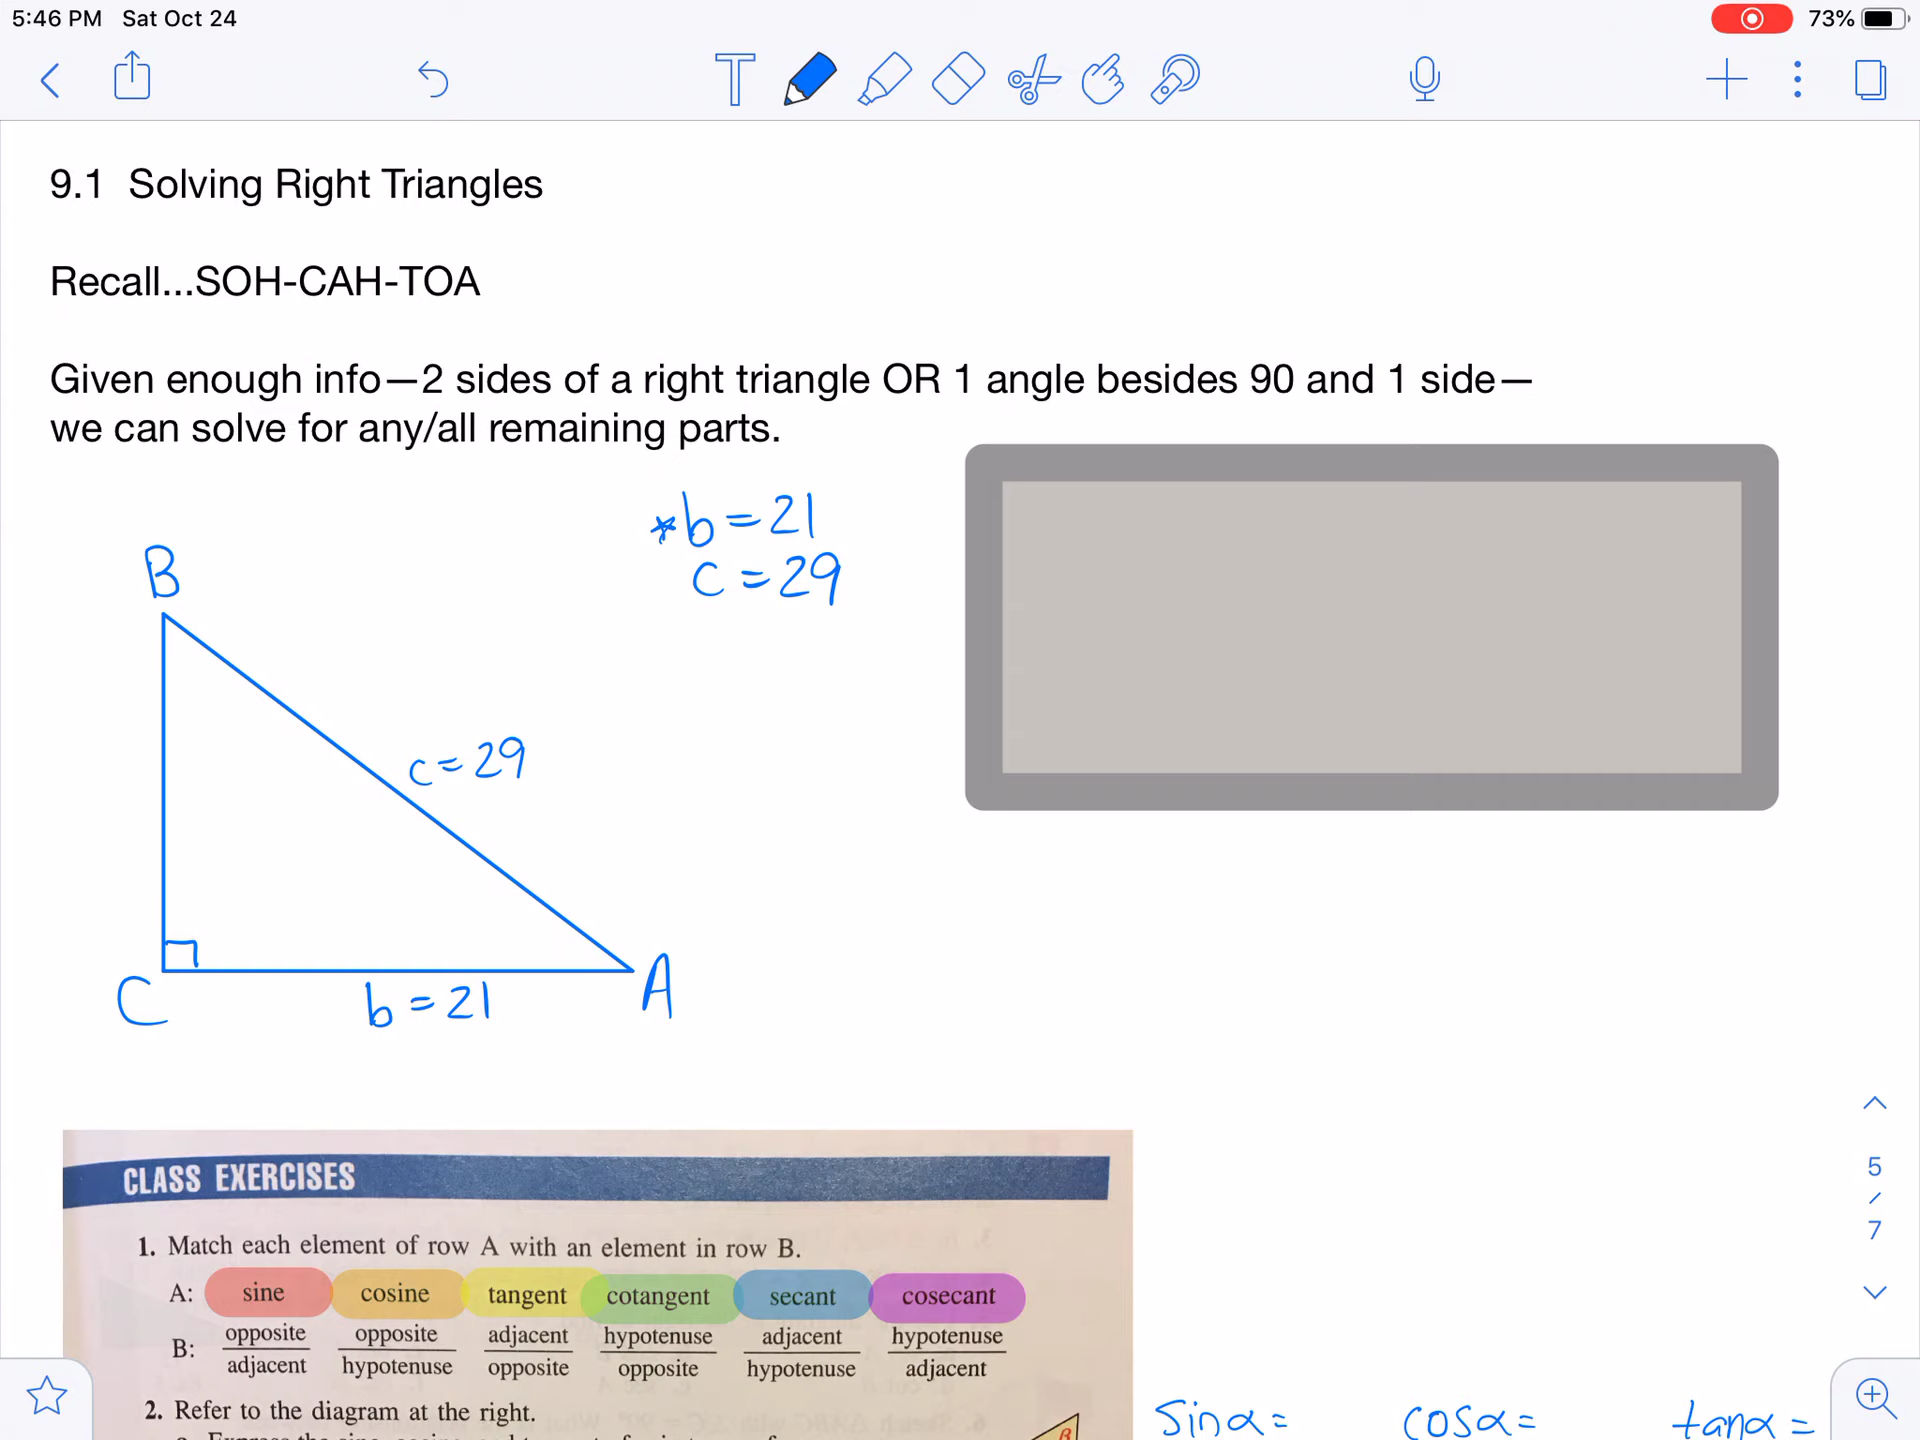 5:46 PM Sat Oct 24
73%
9.1 Solving Right Triangles
Recall...SOH-CAH-TOA
Given enough info—2 sides of a right triangle OR 1 angle besides 90 and 1 side—
we can solve for any/all remaining parts.
*b = 21
c = 29
B
c = 29
C
b = 21
A
CLASS EXERCISES
1. Match each element of row A with an element in row B.
A: sine cosine tangent cotangent secant cosecant
B: opposite/adjacent opposite/hypotenuse adjacent/opposite hypotenuse/opposite adjacent/hypotenuse hypotenuse/adjacent
2. Refer to the diagram at the right.
β
sinα= cosα= tanα=
5
/
7